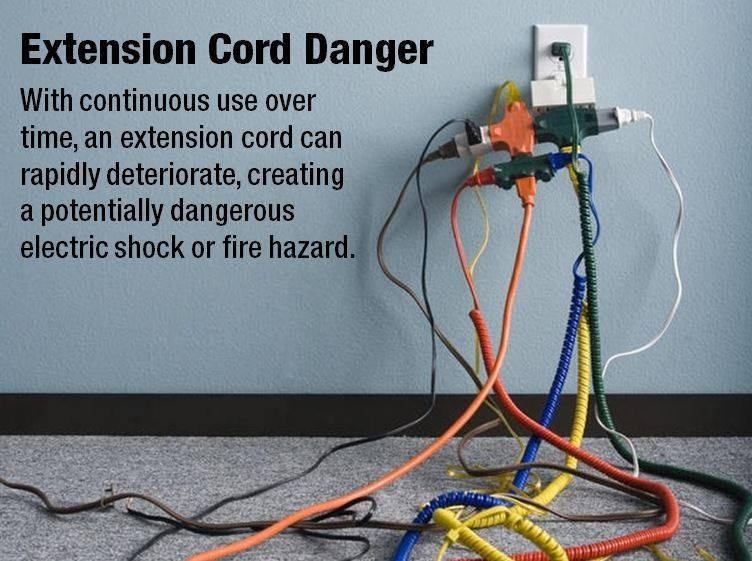 Extension Cord Danger
With continuous use over
time, an extension cord can
rapidly deteriorate, creating
a potentially dangerous
electric shock or fire hazard.